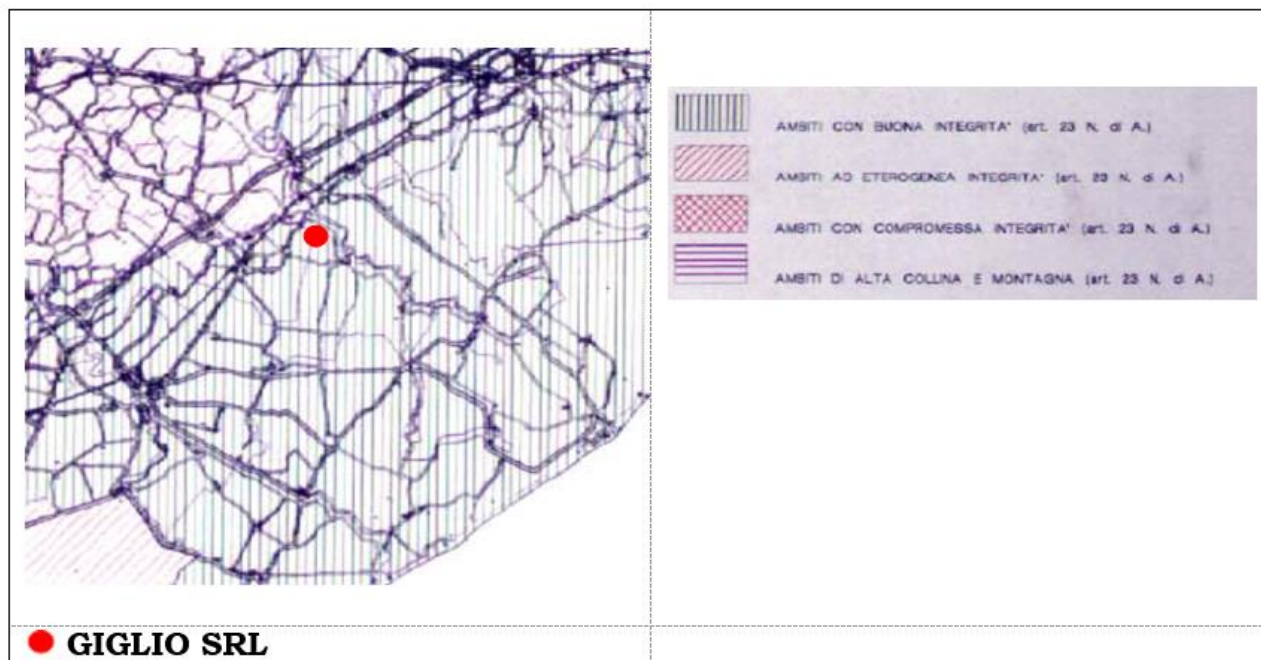 AMBITI CON BUONA INTEGRITA' (art. 23 N. di A.)
AMBITI AD ETEROGENEA INTEGRITA' (art. 23 N. di A.)
AMBITI CON COMPROMESSA INTEGRITA' (art. 23 N. di A.)
AMBITI DI ALTA COLLINA E MONTAGNA (art. 23 N. di A.)
GIGLIO SRL